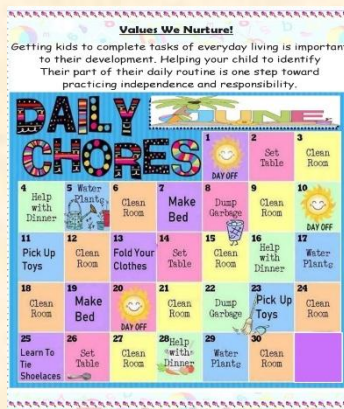 Values We Nurture!
Getting kids to complete tasks of everyday living is important
to their development. Helping your child to identify
Their part of their daily routine is one step toward
practicing independence and responsibility.
DAILY
JUNE
CHORES
1
DAY OFF
2
Set
Table
3
Clean
Room
4
Help
with
Dinner
5 Water
Plants
6
Clean
Room
7
Make
Bed
8
Dump
Garbage
9
Clean
Room
10
DAY OFF
11
Pick Up
Toys
12
Clean
Room
13
Fold Your
Clothes
14
Set
Table
15
Clean
Room
16
Help
with
Dinner
17
Water
Plants
18
Clean
Room
19
Make
Bed
20
DAY OFF
21
Clean
Room
22
Dump
Garbage
23
Pick Up
Toys
24
Clean
Room
25
Learn To
Tie
Shoelaces
26
Set
Table
27
Clean
Room
28 Help
with
Dinner
29
Water
Plants
30
Clean
Room